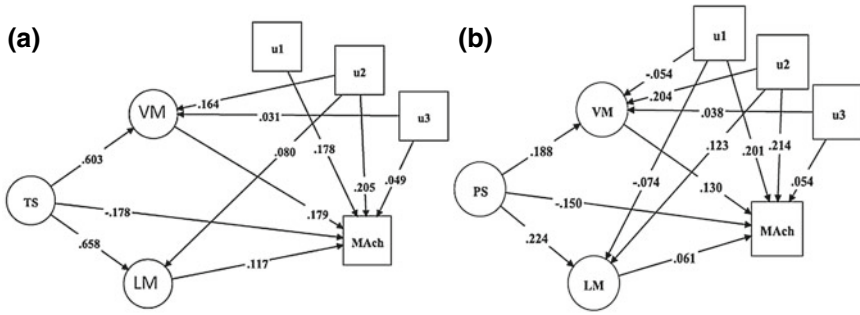 (a)
u1
u2
u3
VM
TS
LM
MAch
.164
.031
.603
.080
.178
.205
.049
-.178
.179
.658
.117
(b)
u1
u2
u3
VM
PS
LM
MAch
-.054
.204
.038
.188
.123
.201
.214
-.074
.054
.130
-.150
.224
.061